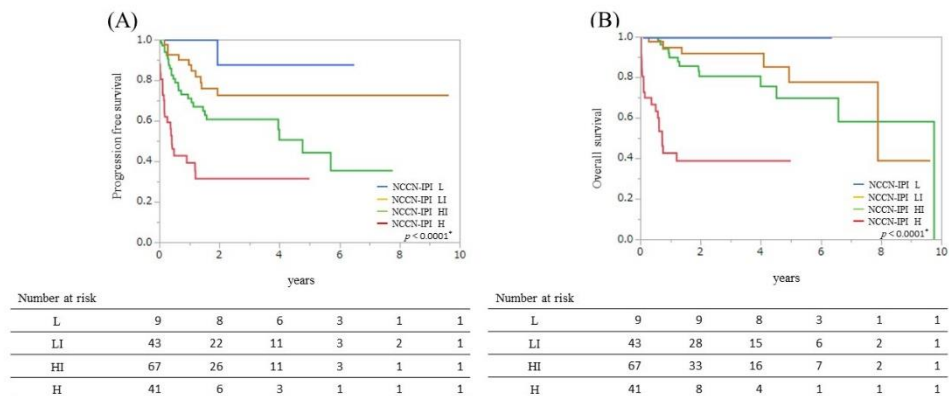 (A)
Progression free survival
1.0
0.8
0.6
0.4
0.2
0.0
NCCN-IPI L
NCCN-IPI LI
NCCN-IPI HI
NCCN-IPI H
p < 0.0001*
0 2 4 6 8 10
years
Number at risk
L 9 8 6 3 1 1
LI 43 22 11 3 2 1
HI 67 26 11 3 1 1
H 41 6 3 1 1 1
(B)
Overall survival
1.0
0.8
0.6
0.4
0.2
0.0
NCCN-IPI L
NCCN-IPI LI
NCCN-IPI HI
NCCN-IPI H
p < 0.0001*
0 2 4 6 8 10
years
Number at risk
L 9 9 8 3 1 1
LI 43 28 15 6 2 1
HI 67 33 16 7 2 1
H 41 8 4 1 1 1